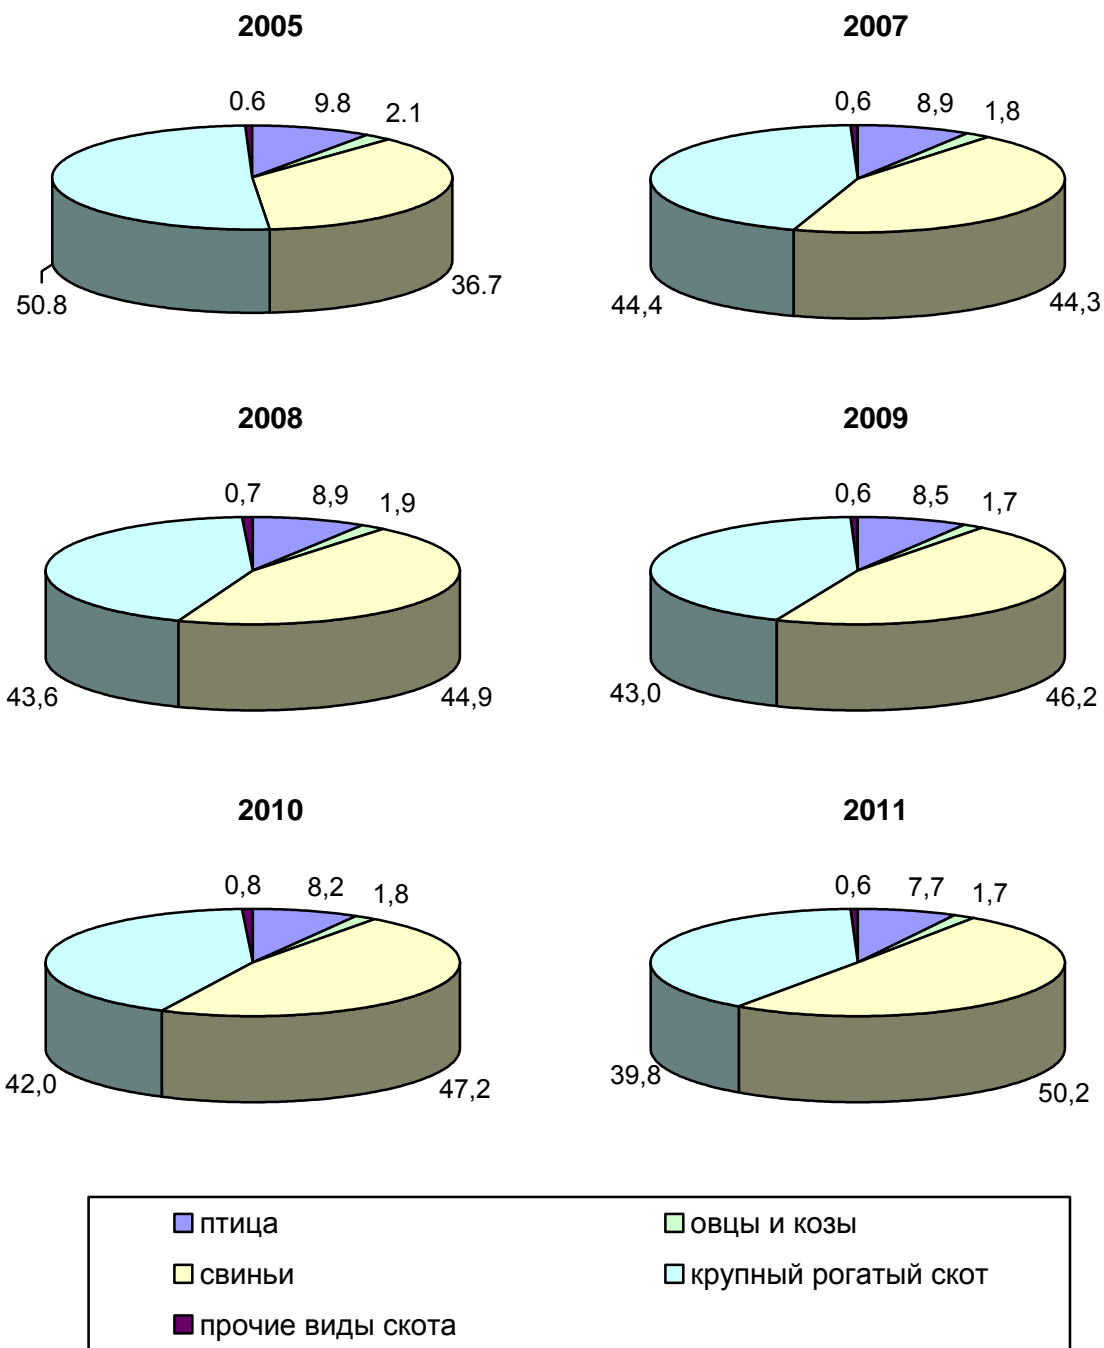 2005
2007
0.6 9.8 2.1
0,6 8,9 1,8
50.8 36.7
44,4 44,3
2008
2009
0,7 8,9 1,9
0,6 8,5 1,7
43,6 44,9
43,0 46,2
2010
2011
0,8 8,2 1,8
0,6 7,7 1,7
42,0 47,2
39,8 50,2
птица
овцы и козы
свиньи
крупный рогатый скот
прочие виды скота